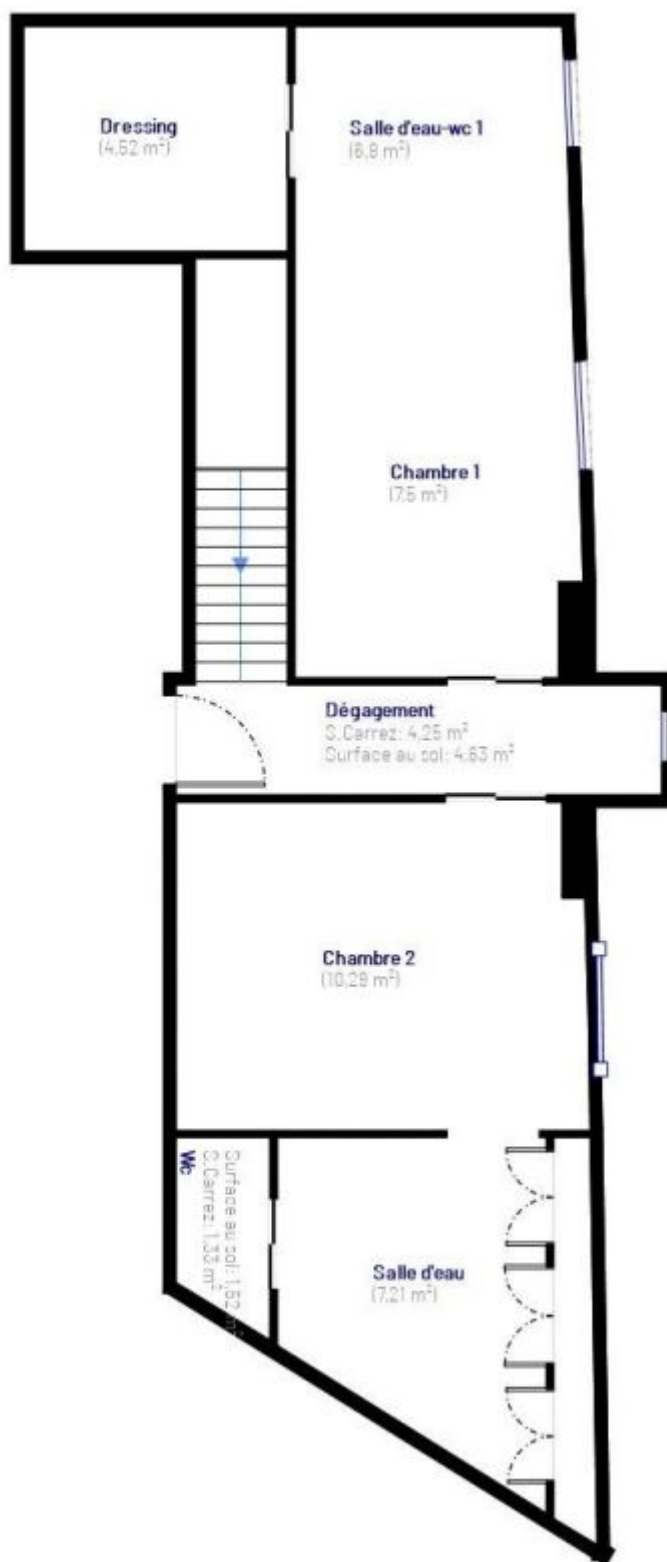 Dressing
(4,52 m²)
Salle d'eau-wc 1
(6,8 m²)
Chambre 1
(7,5 m²)
Dégagement
S.Carrez: 4,25 m²
Surface au sol: 4,63 m²
Chambre 2
(10,29 m²)
Wc
S.Carrez: 1,33 m²
Surface au sol: 1,52 m²
Salle d'eau
(7,21 m²)